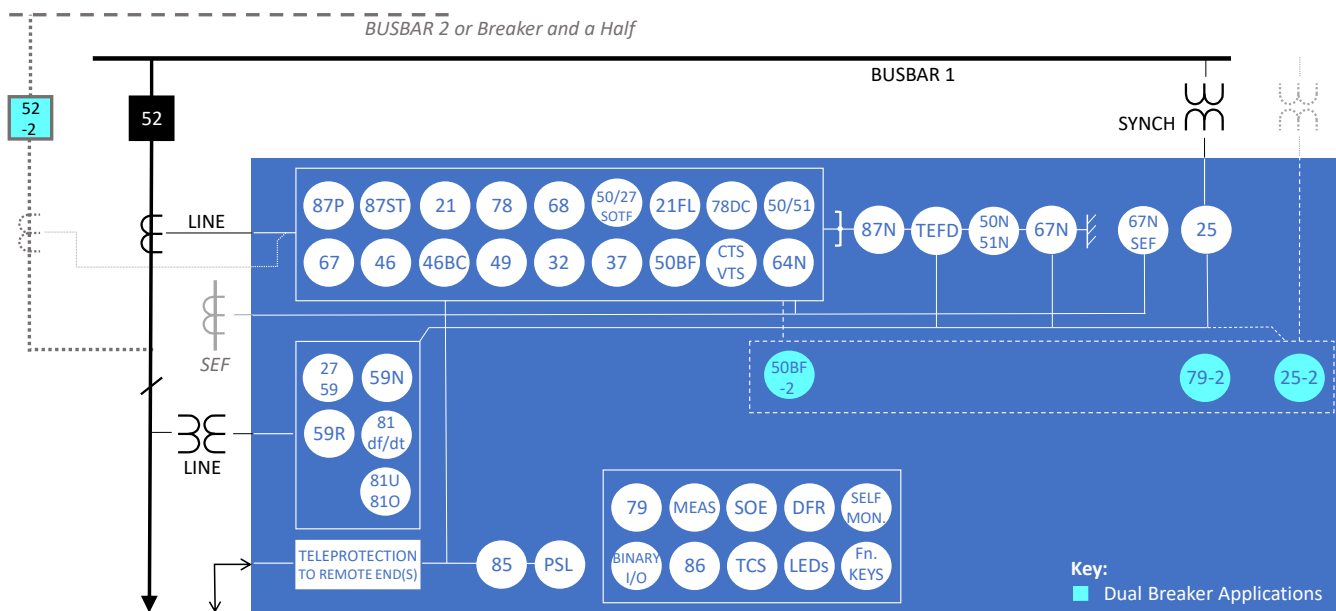 BUSBAR 2 or Breaker and a Half
BUSBAR 1
52
-2
52
SYNCH
LINE
87P
87ST
21
78
68
50/27
SOTF
21FL
78DC
50/51
67
46
46BC
49
32
37
50BF
CTS
VTS
64N
87N
TEFD
50N
51N
67N
67N
SEF
25
SEF
27
59
59N
59R
81
df/dt
81U
81O
LINE
50BF
-2
79-2
25-2
79
MEAS
SOE
DFR
SELF
MON.
BINARY
I/O
86
TCS
LEDs
Fn.
KEYS
TELEPROTECTION
TO REMOTE END(S)
85
PSL
Key:
Dual Breaker Applications